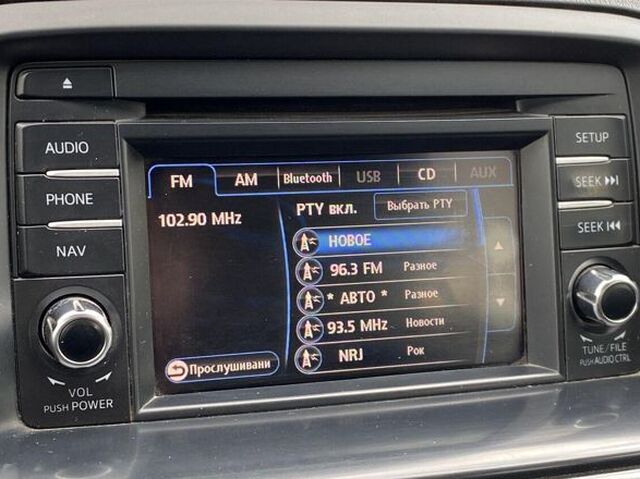 AUDIO
PHONE
NAV
VOL
PUSH POWER
FM AM Bluetooth USB CD AUX
102.90 MHz
PTY вкл. Выбрать PTY
НОВОЕ
96.3 FM Разное
* АВТО * Разное
93.5 MHz Новости
NRJ Рок
Прослушивани
SETUP
SEEK
SEEK
TUNE/FILE
PUSH AUDIO CTRL